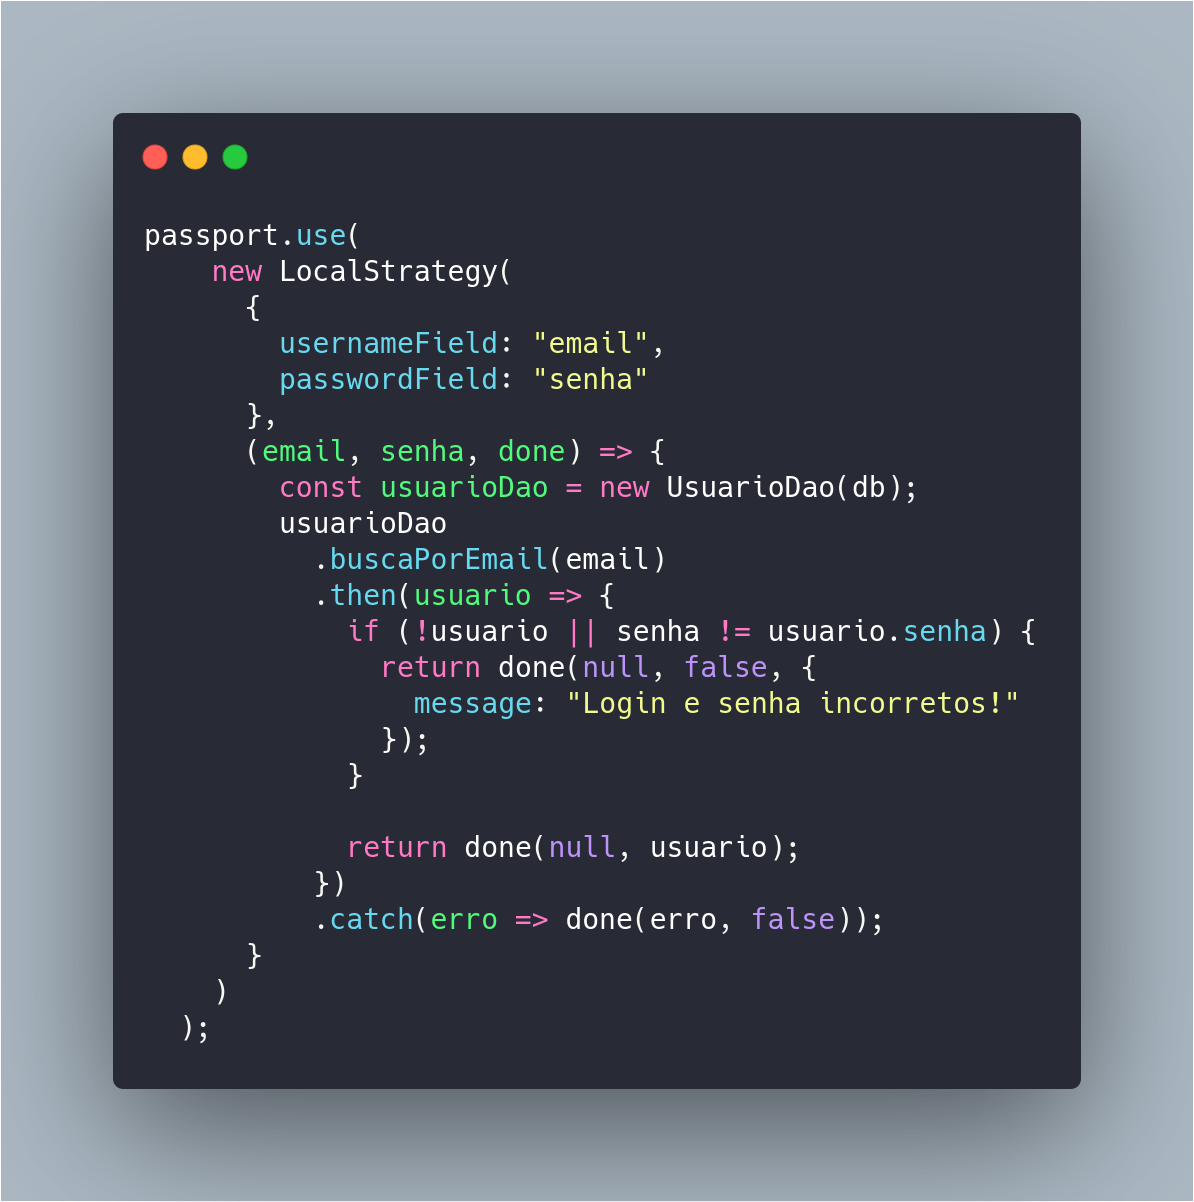 passport.use(
    new LocalStrategy(
      {
        usernameField: "email",
        passwordField: "senha"
      },
      (email, senha, done) => {
        const usuarioDao = new UsuarioDao(db);
        usuarioDao
          .buscaPorEmail(email)
          .then(usuario => {
            if (!usuario || senha != usuario.senha) {
              return done(null, false, {
                message: "Login e senha incorretos!"
              });
            }

            return done(null, usuario);
          })
          .catch(erro => done(erro, false));
      }
    )
  );